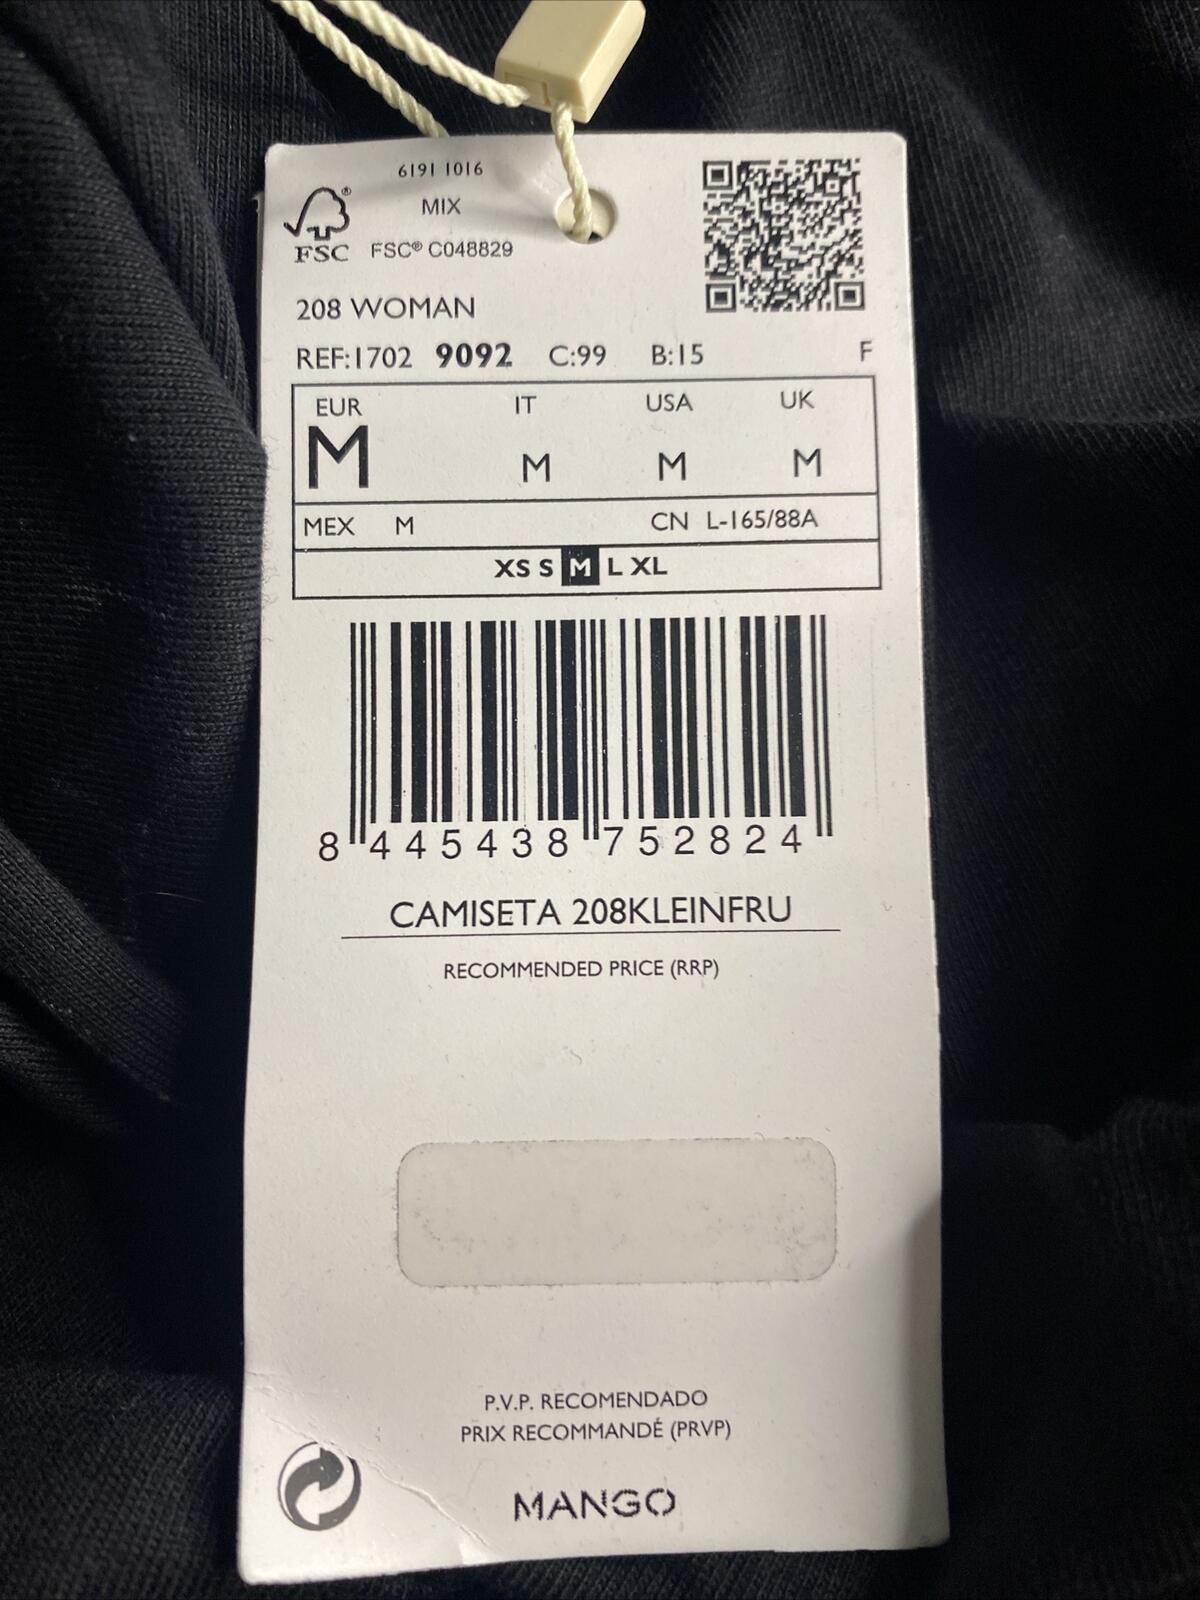 6191 1016
MIX
FSC® FSC® C048829
208 WOMAN
REF:1702 9092 C:99 B:15 F
EUR IT USA UK
M M M M
MEX M CN L-165/88A
XS S M L XL
8 445438 752824
CAMISETA 208KLEINFRU
RECOMMENDED PRICE (RRP)
P.V.P. RECOMENDADO
PRIX RECOMMANDÉ (PRVP)
MANGO